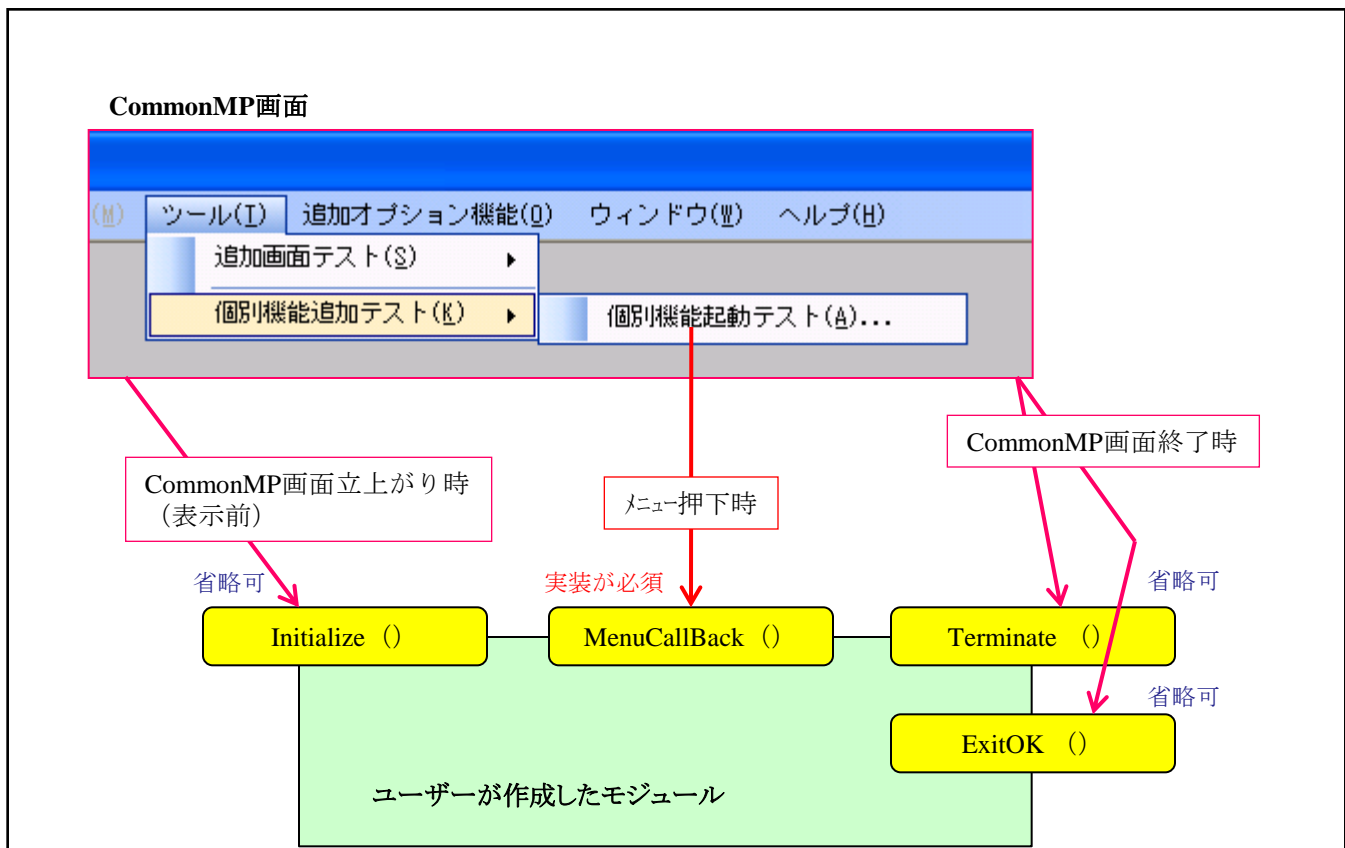 CommonMP画面
(M) ツール(T) 追加オプション機能(O) ウィンドウ(W) ヘルプ(H)
追加画面テスト(S)
個別機能追加テスト(K)
個別機能起動テスト(A)...
CommonMP画面終了時
CommonMP画面立上がり時
（表示前）
メニュー押下時
省略可
実装が必須
省略可
Initialize （）
MenuCallBack （）
Terminate （）
省略可
ExitOK （）
ユーザーが作成したモジュール